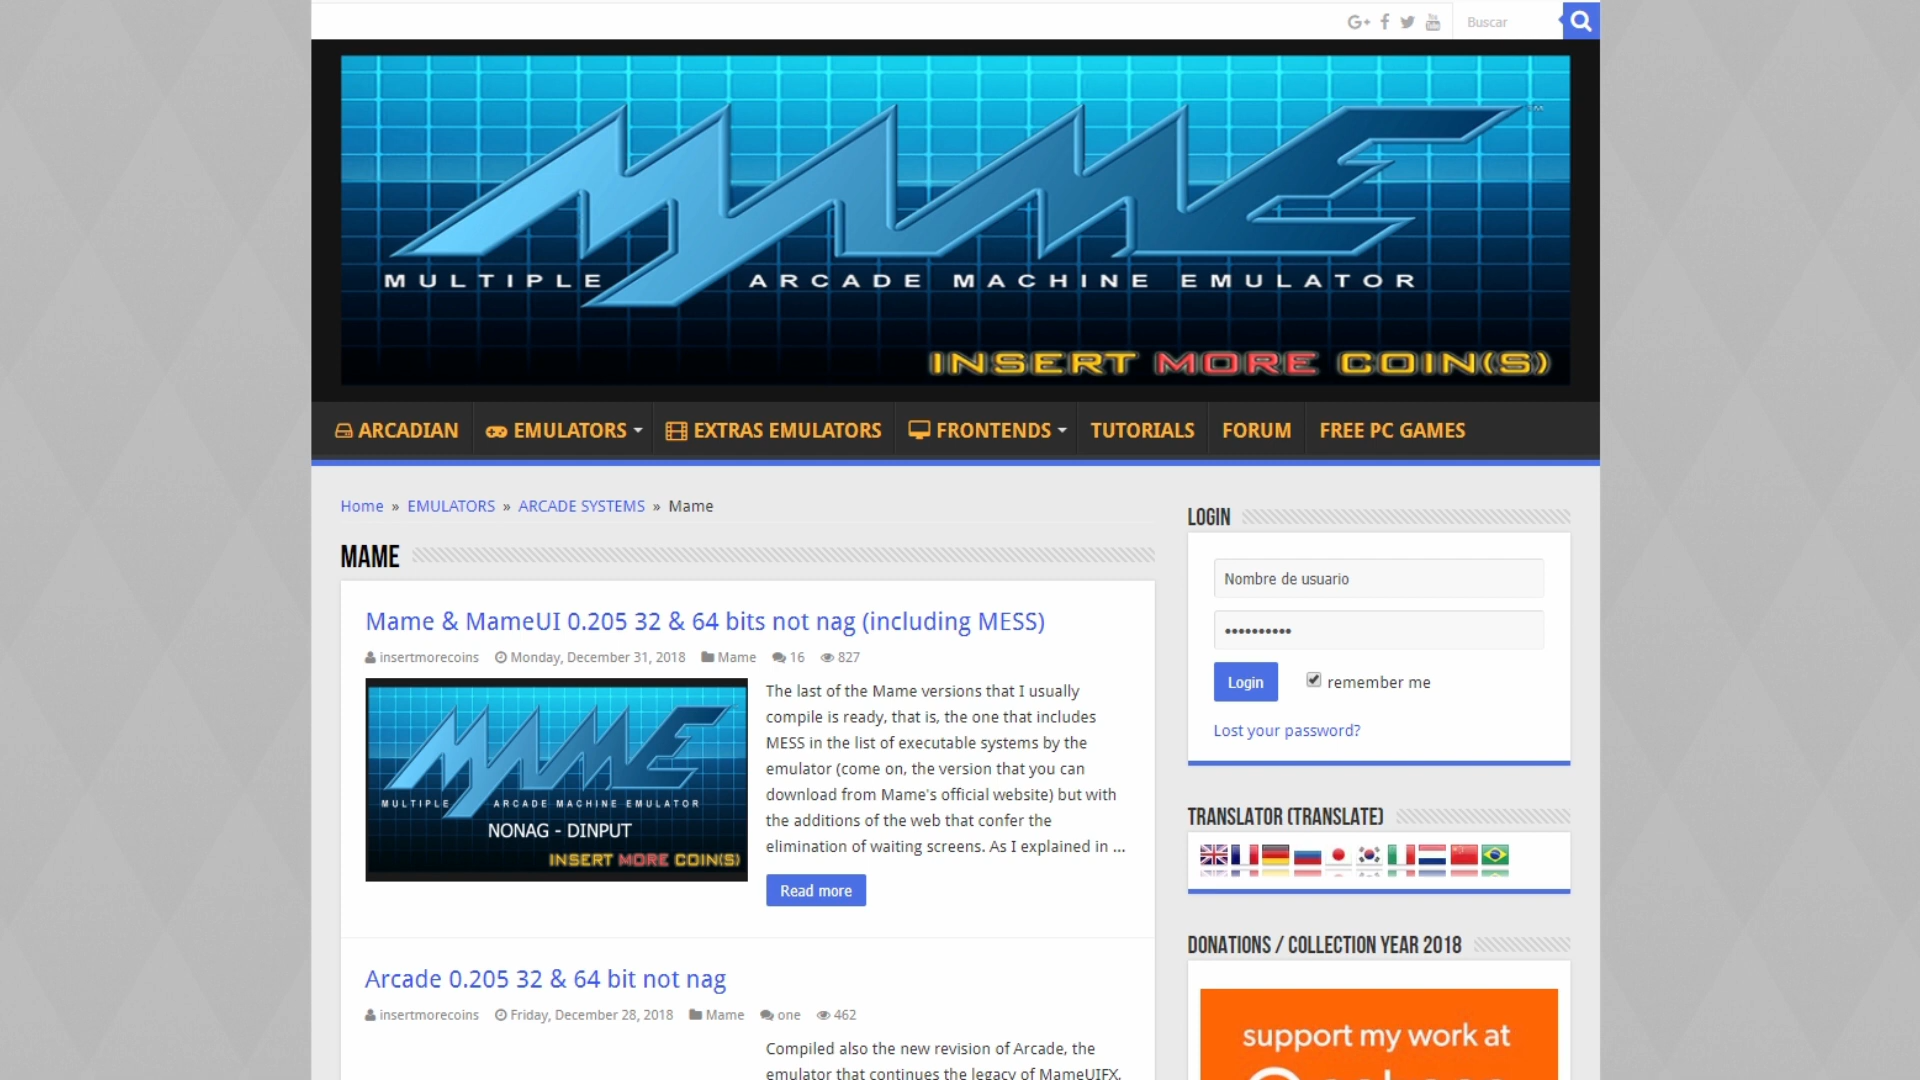 Buscar
MAME
MULTIPLE ARCADE MACHINE EMULATOR
INSERT MORE COIN(S)
ARCADIAN EMULATORS EXTRAS EMULATORS FRONTENDS TUTORIALS FORUM FREE PC GAMES
Home » EMULATORS » ARCADE SYSTEMS » Mame
MAME
Mame & MameUI 0.205 32 & 64 bits not nag (including MESS)
insertmorecoins Monday, December 31, 2018 Mame 16 827
MAME
MULTIPLE ARCADE MACHINE EMULATOR
NONAG - DINPUT
INSERT MORE COIN(S)
The last of the Mame versions that I usually
compile is ready, that is, the one that includes
MESS in the list of executable systems by the
emulator (come on, the version that you can
download from Mame's official website) but with
the additions of the web that confer the
elimination of waiting screens. As I explained in ...
Read more
Arcade 0.205 32 & 64 bit not nag
insertmorecoins Friday, December 28, 2018 Mame one 462
Compiled also the new revision of Arcade, the
emulator that continues the legacy of MameUIFX,
LOGIN
Nombre de usuario
••••••••••
Login remember me
Lost your password?
TRANSLATOR (TRANSLATE)
DONATIONS / COLLECTION YEAR 2018
support my work at